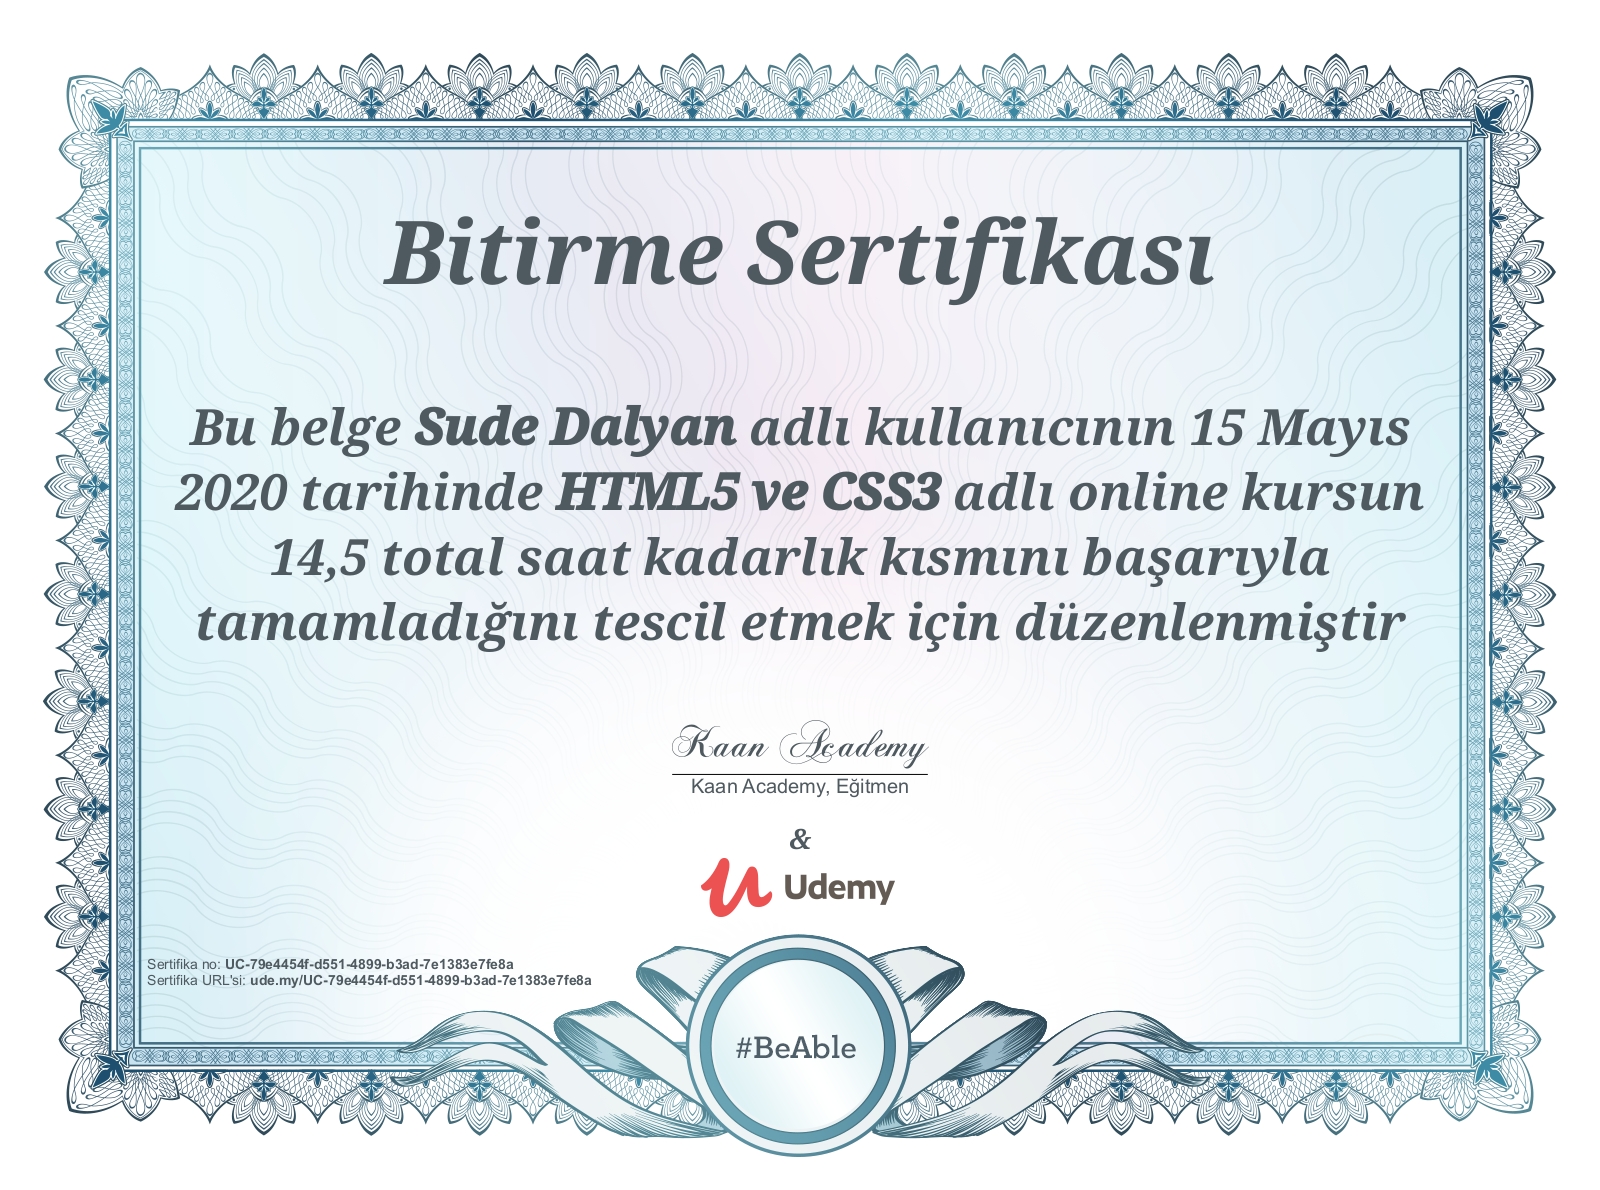 Bitirme Sertifikası
Bu belge Sude Dalyan adlı kullanıcının 15 Mayıs
2020 tarihinde HTML5 ve CSS3 adlı online kursun
14,5 total saat kadarlık kısmını başarıyla
tamamladığını tescil etmek için düzenlenmiştir
Kaan Academy
Kaan Academy, Eğitmen
&
Udemy
Sertifika no: UC-79e4454f-d551-4899-b3ad-7e1383e7fe8a
Sertifika URL'si: ude.my/UC-79e4454f-d551-4899-b3ad-7e1383e7fe8a
#BeAble